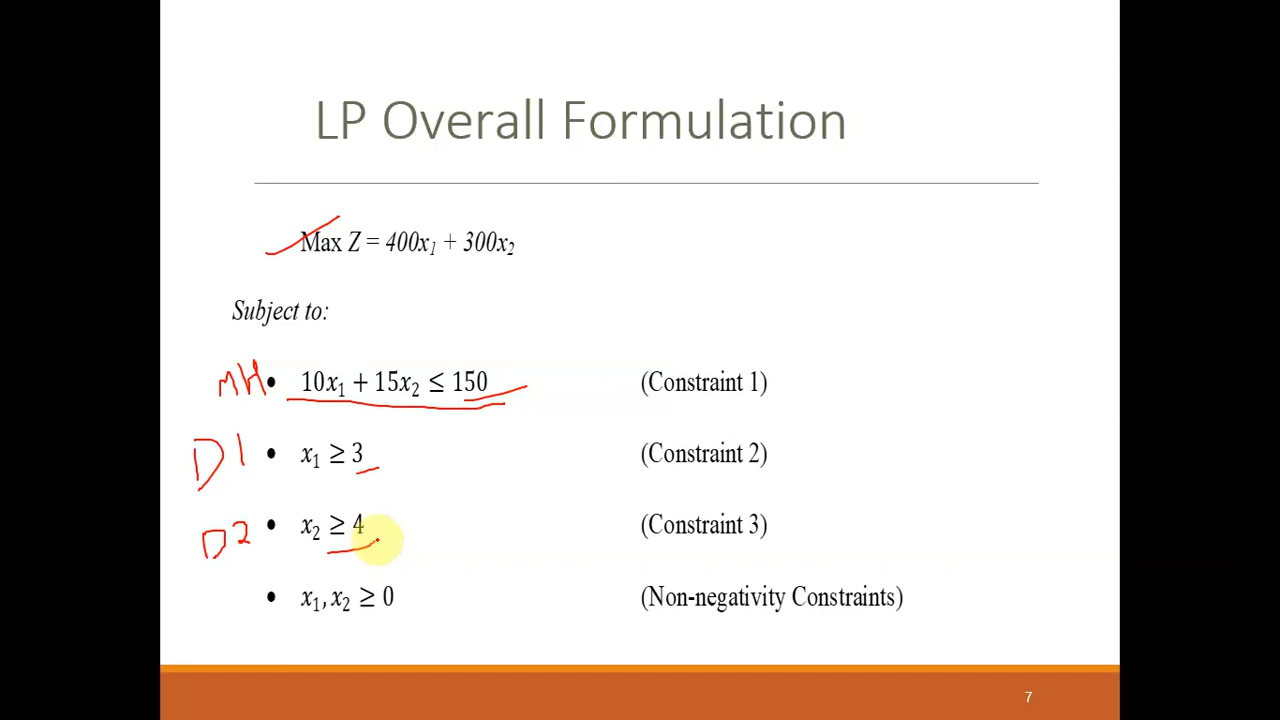 LP Overall Formulation
Max Z = 400x₁ + 300x₂
Subject to:
MH • 10x₁ + 15x₂ ≤ 150 (Constraint 1)
D1 • x₁ ≥ 3 (Constraint 2)
D2 • x₂ ≥ 4 (Constraint 3)
• x₁, x₂ ≥ 0 (Non-negativity Constraints)
7